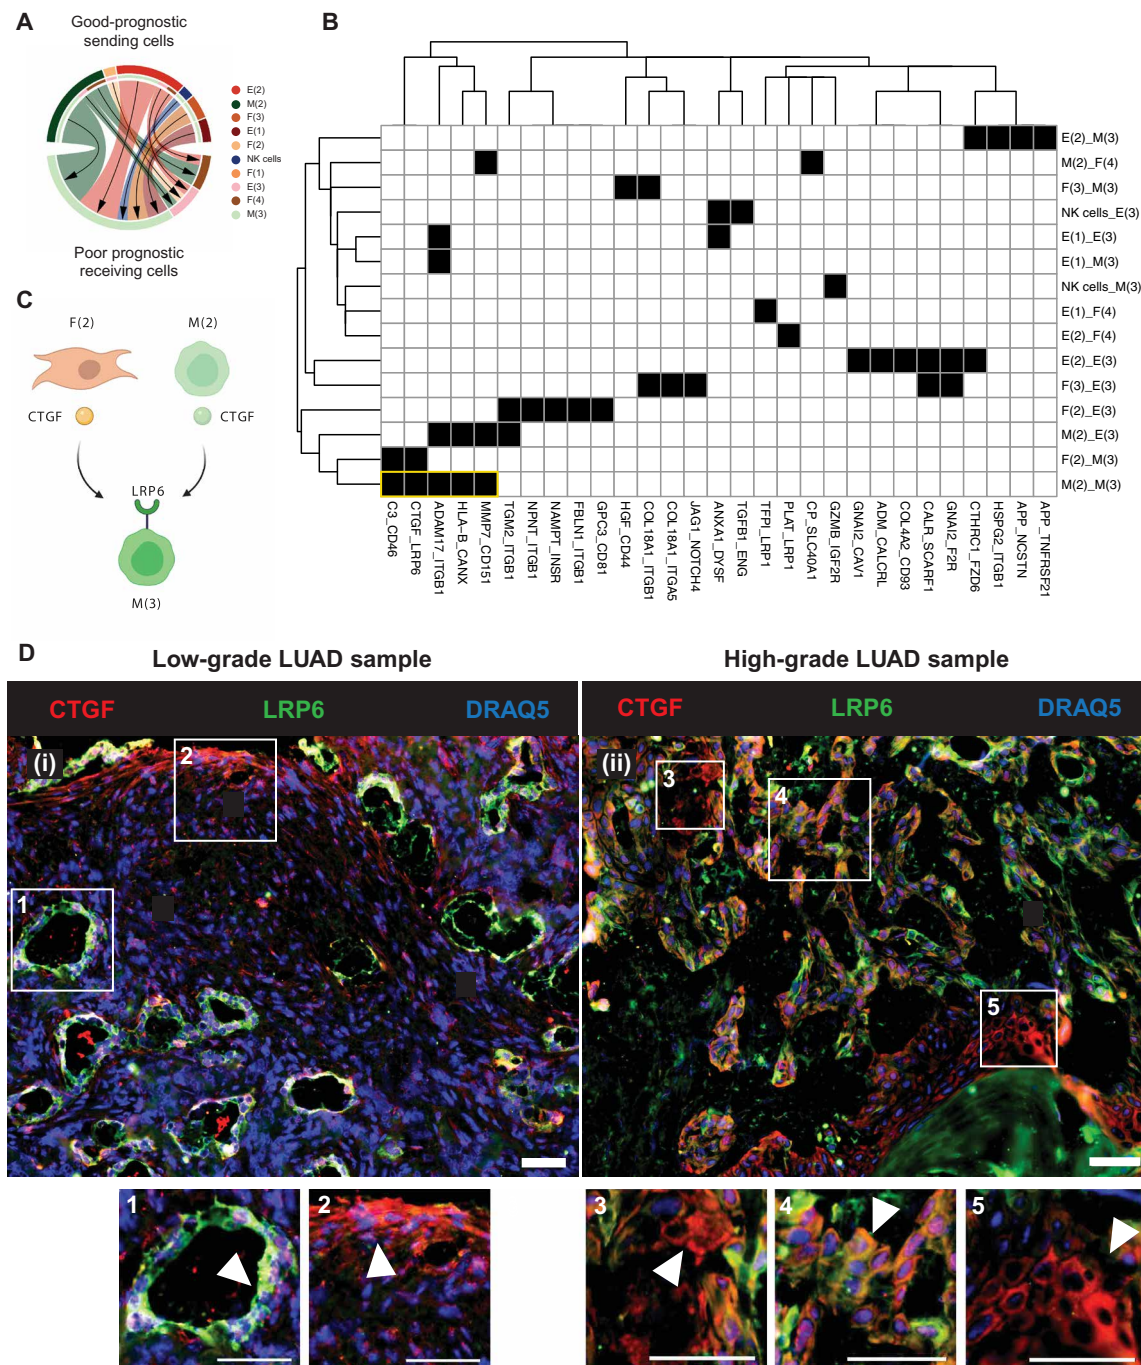 A
Good-prognostic
sending cells
E(2)
M(2)
F(3)
E(1)
F(2)
NK cells
F(1)
E(3)
F(4)
M(3)
Poor prognostic
receiving cells
B
E(2)_M(3)
M(2)_F(4)
F(3)_M(3)
NK cells_E(3)
E(1)_E(3)
E(1)_M(3)
NK cells_M(3)
E(1)_F(4)
E(2)_F(4)
E(2)_E(3)
F(3)_E(3)
F(2)_E(3)
M(2)_E(3)
F(2)_M(3)
M(2)_M(3)
C3_CD46
CTGF_LRP6
ADAM17_ITGB1
HLA-B_CANX
MMP7_CD151
TGM2_ITGB1
NPNT_ITGB1
NAMPT_INSR
FBLN1_ITGB1
GPC3_CD81
HGF_CD44
COL18A1_ITGB1
COL18A1_ITGA5
JAG1_NOTCH4
ANXA1_DYSF
TGFB1_ENG
TFPI_LRP1
PLAT_LRP1
CP_SLC40A1
GZMB_IGF2R
GNAI2_CAV1
ADM_CALCRL
COL4A2_CD93
CALR_SCARF1
GNAI2_F2R
CTHRC1_FZD6
HSPG2_ITGB1
APP_NCSTN
APP_TNFRSF21
C
F(2)
M(2)
CTGF
CTGF
LRP6
M(3)
D
Low-grade LUAD sample
High-grade LUAD sample
CTGF LRP6 DRAQ5
CTGF LRP6 DRAQ5
(i)
2
1
(ii)
3
4
5
1
2
3
4
5